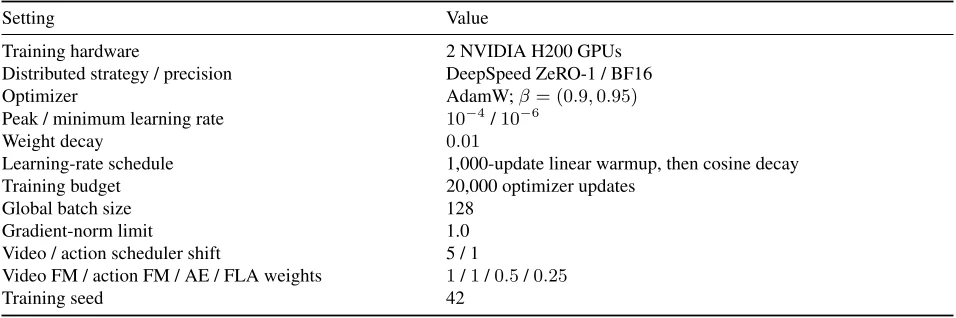 Setting Value
Training hardware 2 NVIDIA H200 GPUs
Distributed strategy / precision DeepSpeed ZeRO-1 / BF16
Optimizer AdamW; β = (0.9, 0.95)
Peak / minimum learning rate 10⁻⁴ / 10⁻⁶
Weight decay 0.01
Learning-rate schedule 1,000-update linear warmup, then cosine decay
Training budget 20,000 optimizer updates
Global batch size 128
Gradient-norm limit 1.0
Video / action scheduler shift 5 / 1
Video FM / action FM / AE / FLA weights 1 / 1 / 0.5 / 0.25
Training seed 42